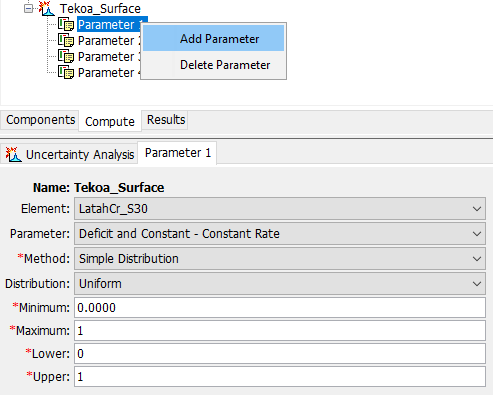 Tekoa_Surface
Parameter 1
Add Parameter
Parameter 2
Parameter 3
Delete Parameter
Parameter 4
Components Compute Results
Uncertainty Analysis Parameter 1
Name: Tekoa_Surface
Element: LatahCr_S30
Parameter: Deficit and Constant - Constant Rate
*Method: Simple Distribution
Distribution: Uniform
*Minimum: 0.0000
*Maximum: 1
*Lower: 0
*Upper: 1